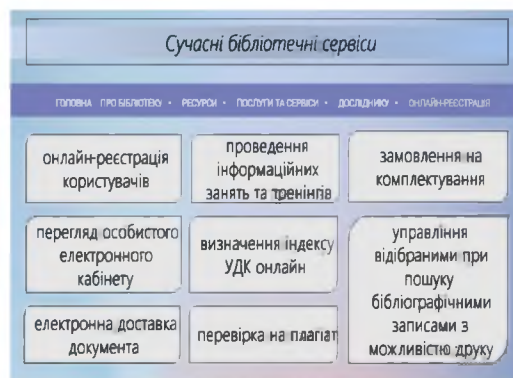 Сучасні бібліотечні сервіси
ГОЛОВНА ПРО БІБЛІОТЕКУ • РЕСУРСИ • ПОСЛУГИ ТА СЕРВІСИ • ДОСЛІДНИКУ • ОНЛАЙН-РЕЄСТРАЦІЯ
онлайн-реєстрація
користувачів
проведення
інформаційних
занять та тренінгів
замовлення на
комплектування
перегляд особистого
електронного
кабінету
визначення індексу
УДК онлайн
управління
відібраними при
пошуку
бібліографічними
записами з
можливістю друку
електронна доставка
документа
перевірка на плагіат